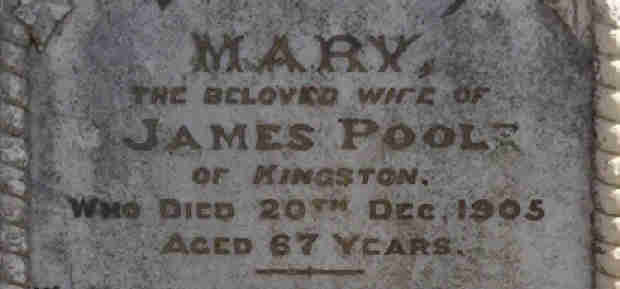 MARY,
THE BELOVED WIFE OF
JAMES POOLE
OF KINGSTON.
WHO DIED 20TH DEC, 1905
AGED 67 YEARS.